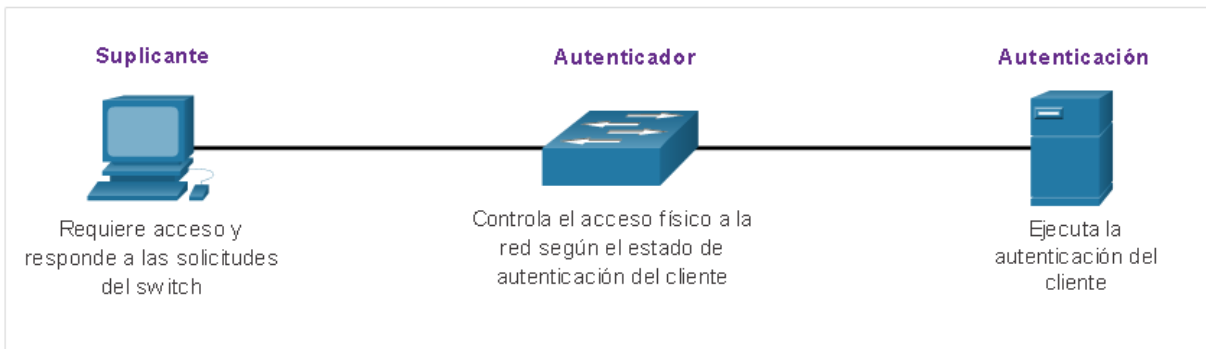 Suplicante
Autenticador
Autenticación
Requiere acceso y
responde a las solicitudes
del switch
Controla el acceso físico a la
red según el estado de
autenticación del cliente
Ejecuta la
autenticación del
cliente